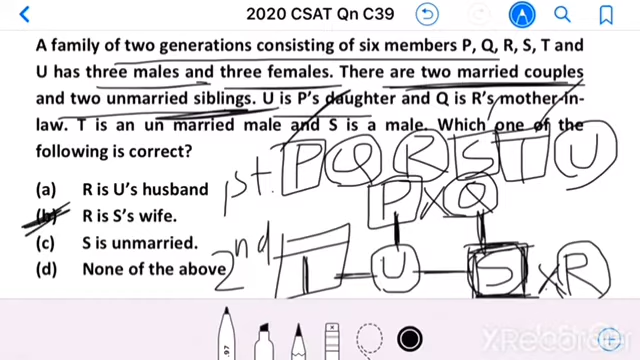 2020 CSAT Qn C39
A family of two generations consisting of six members P, Q, R, S, T and
U has three males and three females. There are two married couples
and two unmarried siblings. U is P's daughter and Q is R's mother-in-
law. T is an un married male and S is a male. Which one of the
following is correct?
(a) R is U's husband
(b) R is S's wife.
(c) S is unmarried.
(d) None of the above
1st. P Q R S T U
P X Q
2nd T U S X R
.97
XRecorder